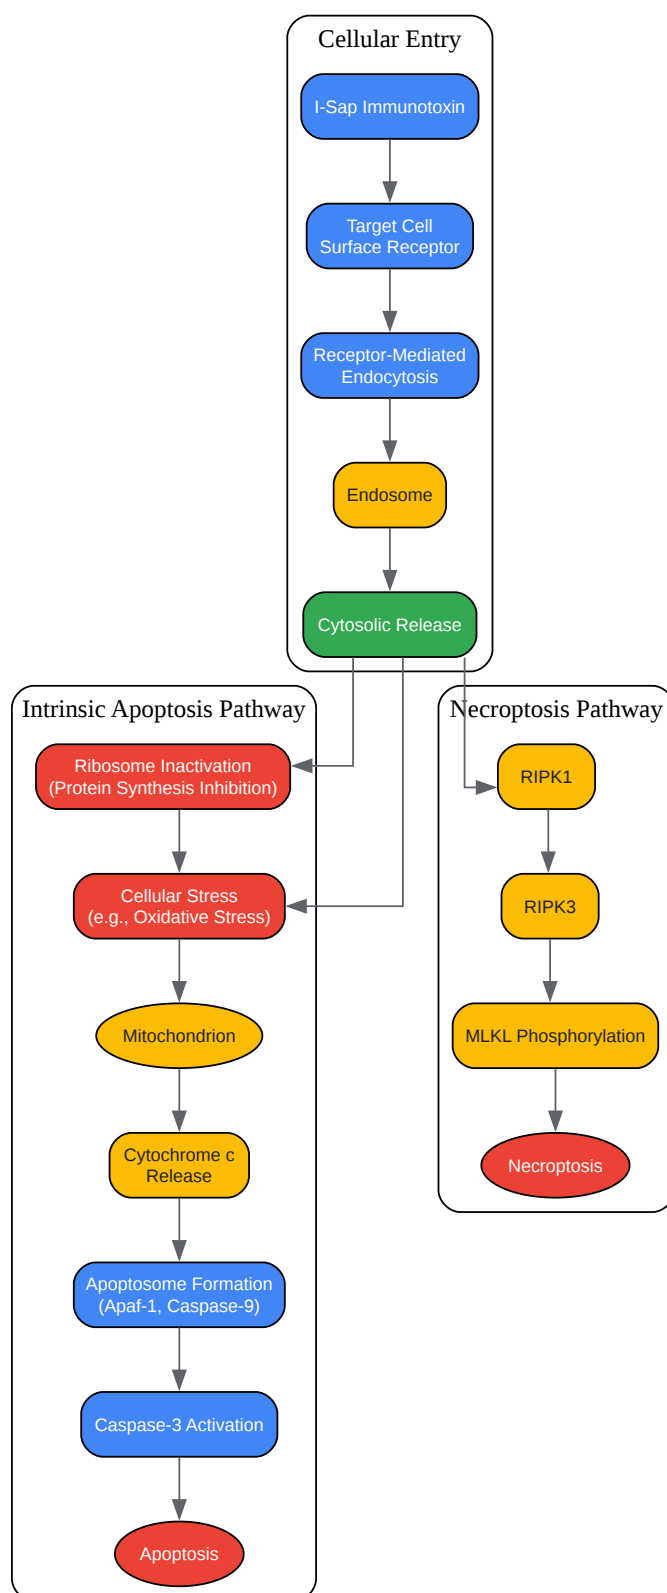 Cellular Entry
I-Sap Immunotoxin
Target Cell
Surface Receptor
Receptor-Mediated
Endocytosis
Endosome
Cytosolic Release
Intrinsic Apoptosis Pathway
Ribosome Inactivation
(Protein Synthesis Inhibition)
Cellular Stress
(e.g., Oxidative Stress)
Mitochondrion
Cytochrome c
Release
Apoptosome Formation
(Apaf-1, Caspase-9)
Caspase-3 Activation
Apoptosis
Necroptosis Pathway
RIPK1
RIPK3
MLKL Phosphorylation
Necroptosis